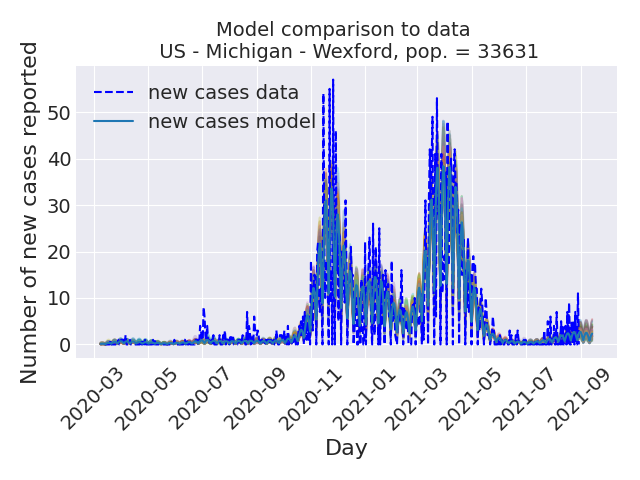 Model comparison to data
US - Michigan - Wexford, pop. = 33631
new cases data
new cases model
Number of new cases reported
50
40
30
20
10
0
2020-03
2020-05
2020-07
2020-09
2020-11
2021-01
2021-03
2021-05
2021-07
2021-09
Day